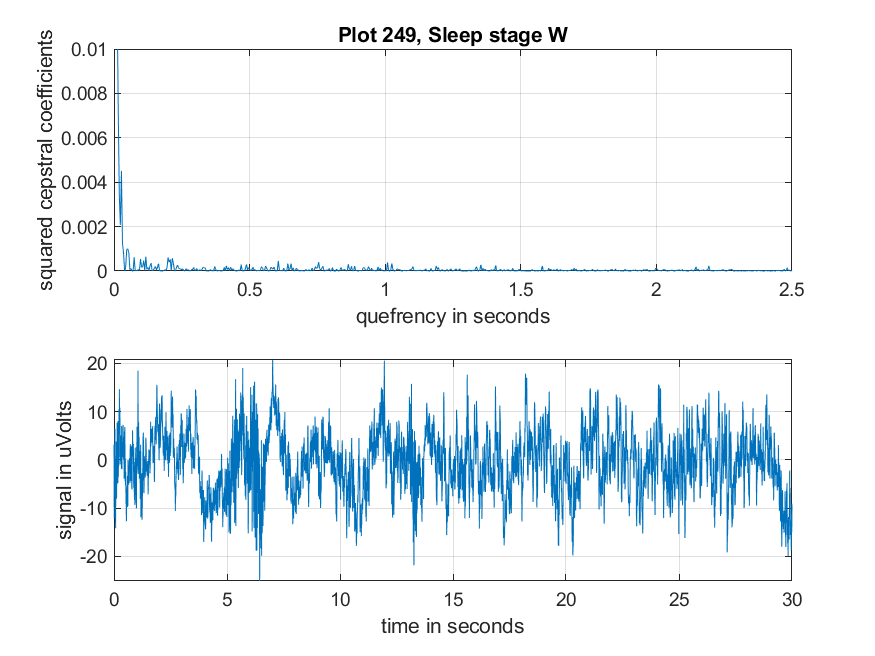 Plot 249, Sleep stage W
squared cepstral coefficients
0.01
0.008
0.006
0.004
0.002
0
0 0.5 1 1.5 2 2.5
quefrency in seconds
signal in uVolts
20
10
0
-10
-20
0 5 10 15 20 25 30
time in seconds